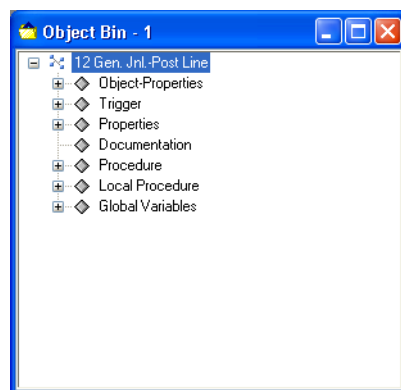 Object Bin - 1
12 Gen. Jnl.-Post Line
Object-Properties
Trigger
Properties
Documentation
Procedure
Local Procedure
Global Variables